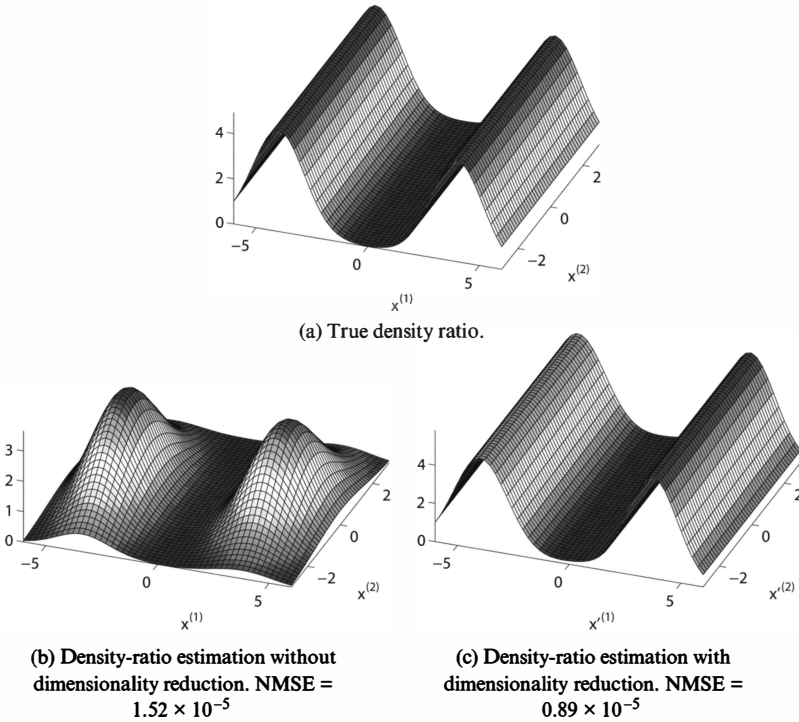 4
2
0
−5
0
5
x(1)
−2
0
2
x(2)
(a) True density ratio.
3
2
1
0
−5
0
5
x(1)
−2
0
2
x(2)
4
2
0
−5
0
5
x′(1)
−2
0
2
x′(2)
(b) Density-ratio estimation without
dimensionality reduction. NMSE =
1.52 × 10−5
(c) Density-ratio estimation with
dimensionality reduction. NMSE =
0.89 × 10−5